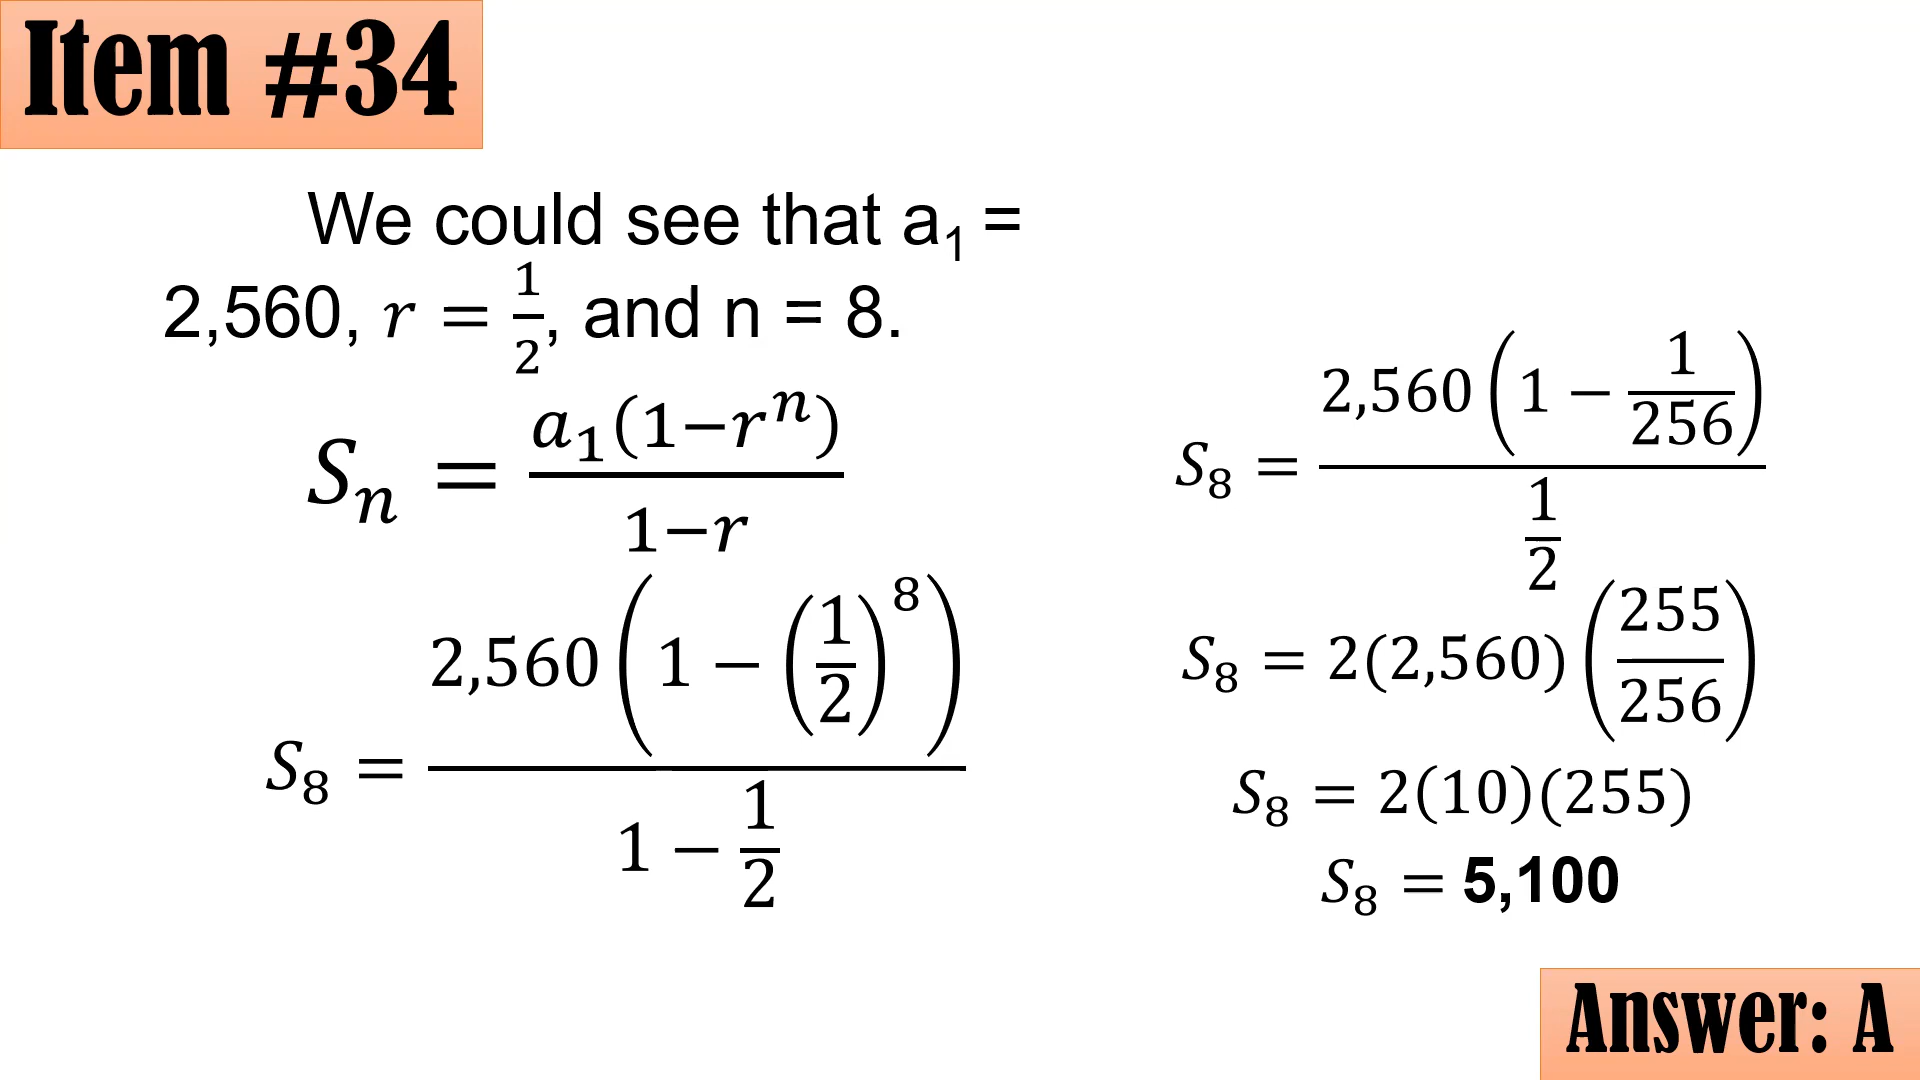 Item #34
We could see that a₁ =
2,560, r = 1/2, and n = 8.
Sₙ = a₁(1−rⁿ) / 1−r
S₈ = 2,560(1 − (1/2)⁸) / 1 − 1/2
S₈ = 2,560(1 − 1/256) / 1/2
S₈ = 2(2,560)(255/256)
S₈ = 2(10)(255)
S₈ = 5,100
Answer: A